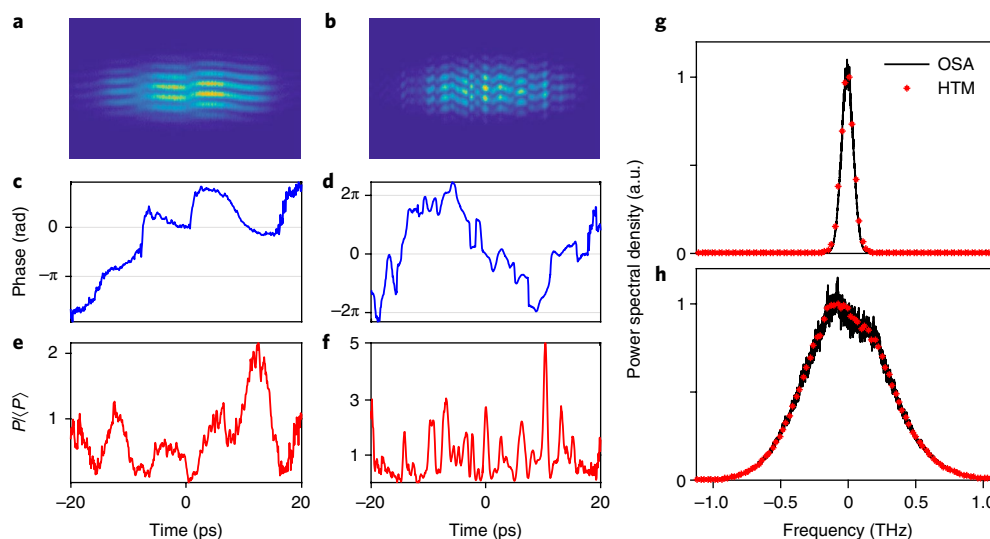 a
b
c
Phase (rad)
0
−π
d
2π
0
−2π
e
P/⟨P⟩
2
1
−20
0
20
Time (ps)
f
5
3
1
−20
0
20
Time (ps)
g
OSA
HTM
1
0
Power spectral density (a.u.)
h
1
0
−1.0
−0.5
0
0.5
1.0
Frequency (THz)